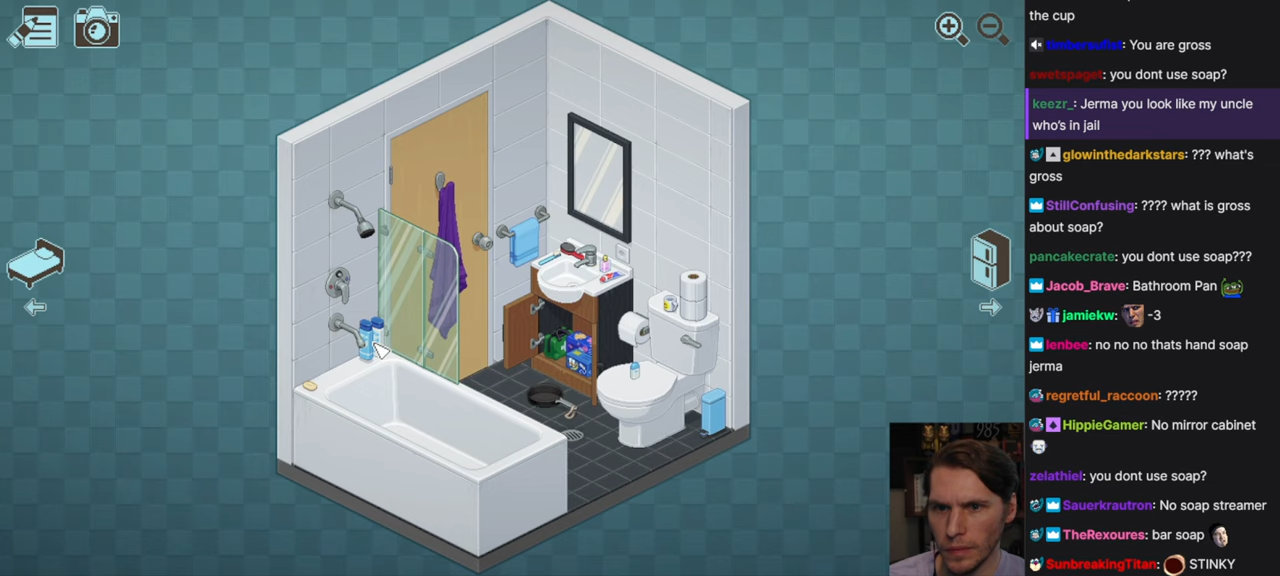 the cup
You are gross
swotspaget: you dont use soap?
keezr_: Jerma you look like my uncle
who's in jail
glowinthedarkstars: ??? what's
gross
StillConfusing: ???? what is gross
about soap?
pancakecrate: you dont use soap???
Jacob_Brave: Bathroom Pan
jamiekw: -3
lenbee: no no no thats hand soap
jerma
regretful_raccoon: ?????
HippieGamer: No mirror cabinet
zelathiel: you dont use soap?
Sauerkrautron: No soap streamer
TheRexoures: bar soap
SunbreakingTitan: STINKY
985